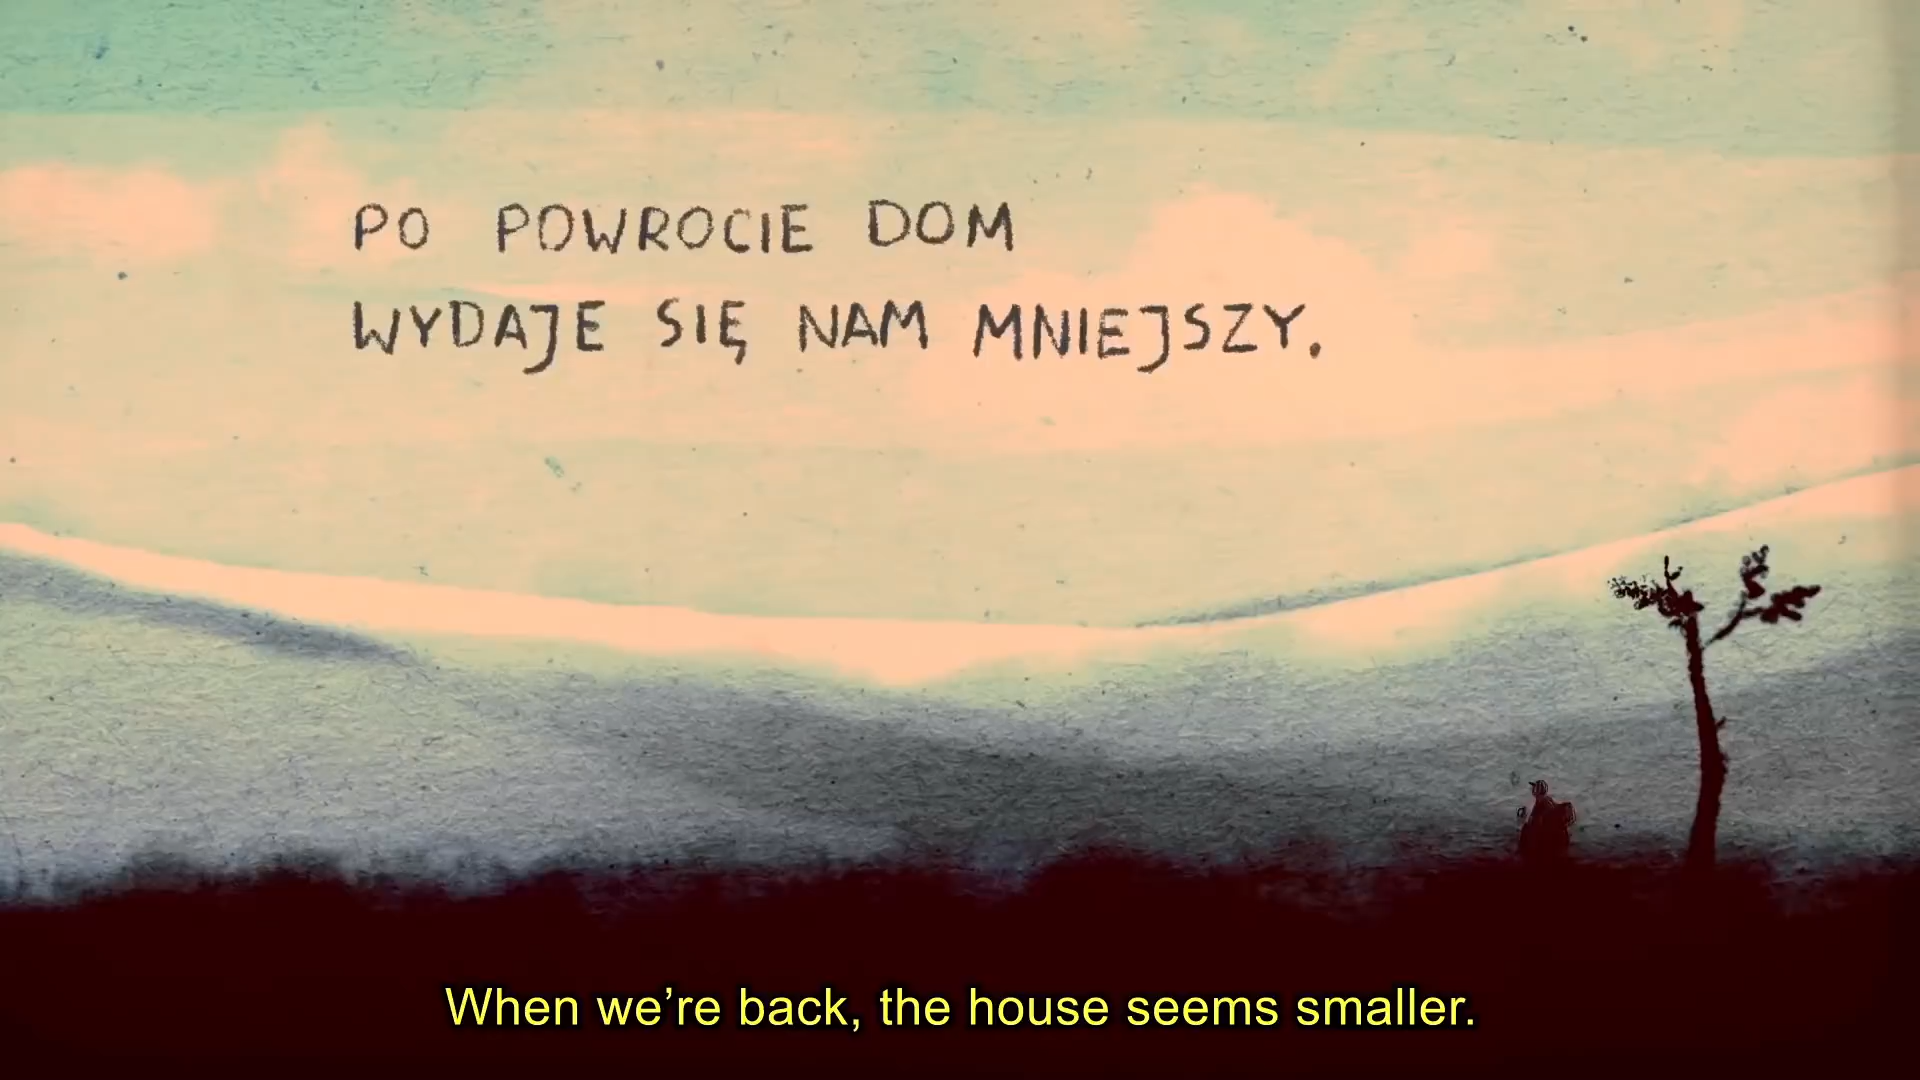 PO POWROCIE DOM
WYDAJE SIĘ NAM MNIEJSZY.
When we’re back, the house seems smaller.